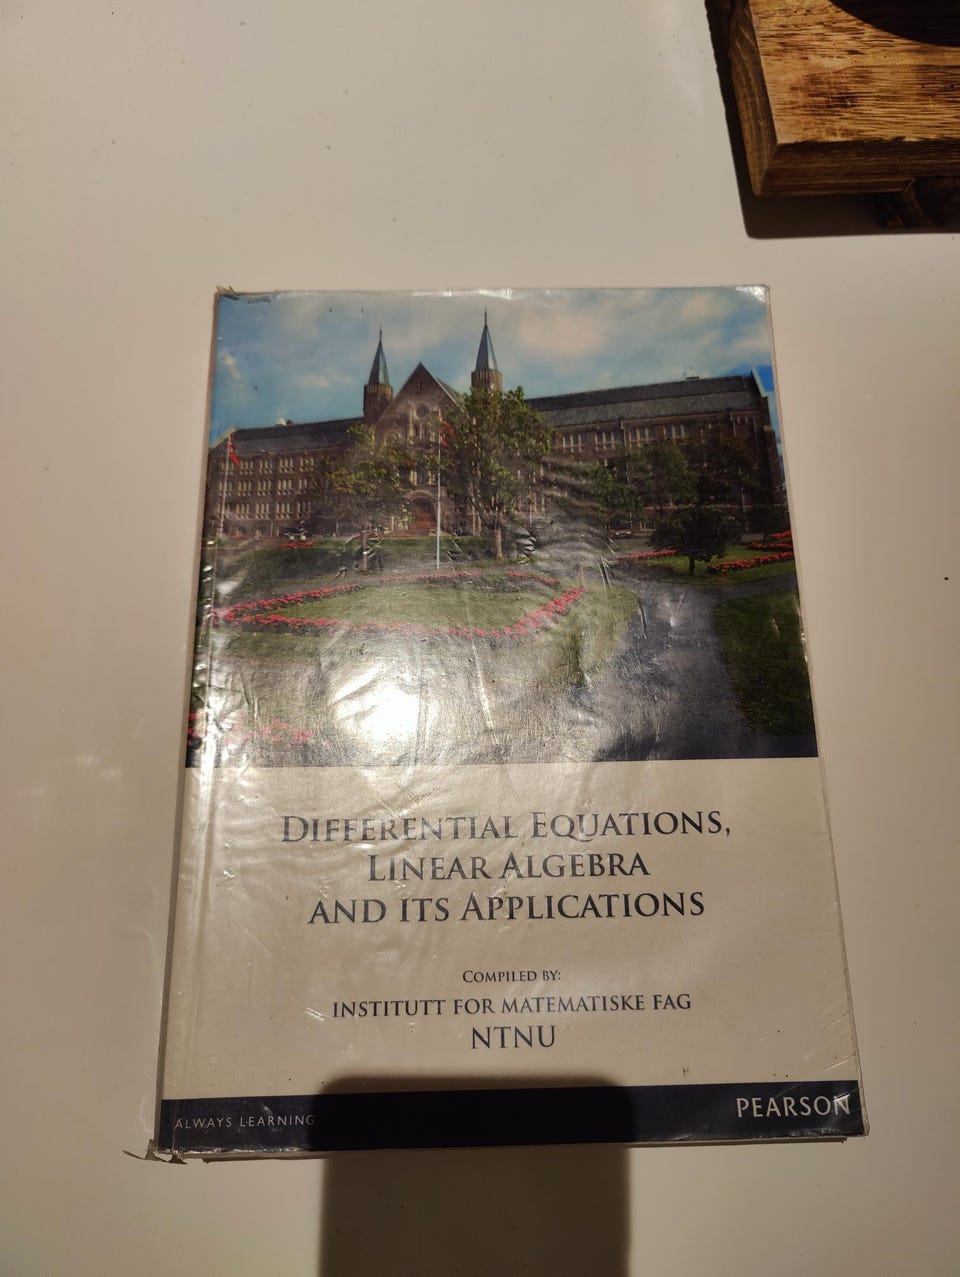 DIFFERENTIAL EQUATIONS,
LINEAR ALGEBRA
AND ITS APPLICATIONS
COMPILED BY:
INSTITUTT FOR MATEMATISKE FAG
NTNU
ALWAYS LEARNING
PEARSON